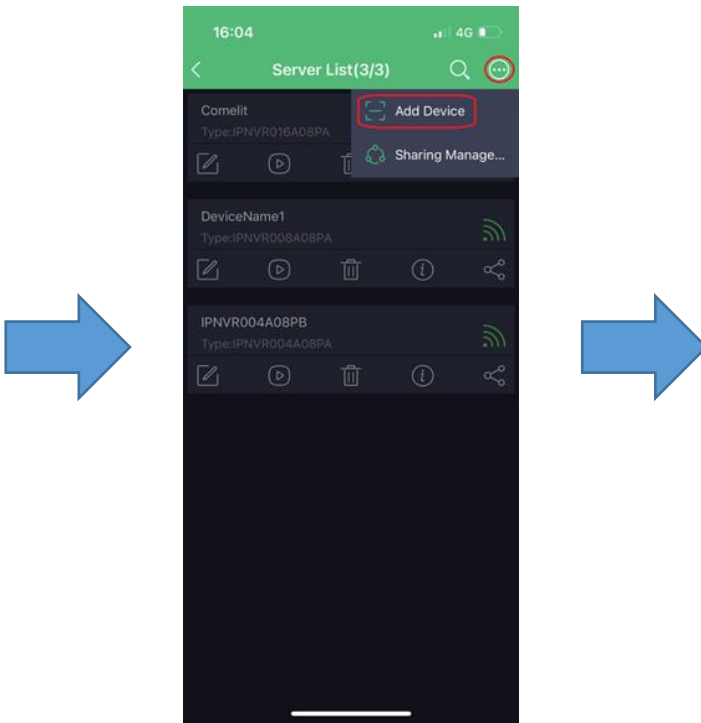 16:04 4G
Server List(3/3)
Comelit
Type:IPNVR016A08PA
Add Device
Sharing Manage...
DeviceName1
Type:IPNVR008A08PA
IPNVR004A08PB
Type:IPNVR004A08PA